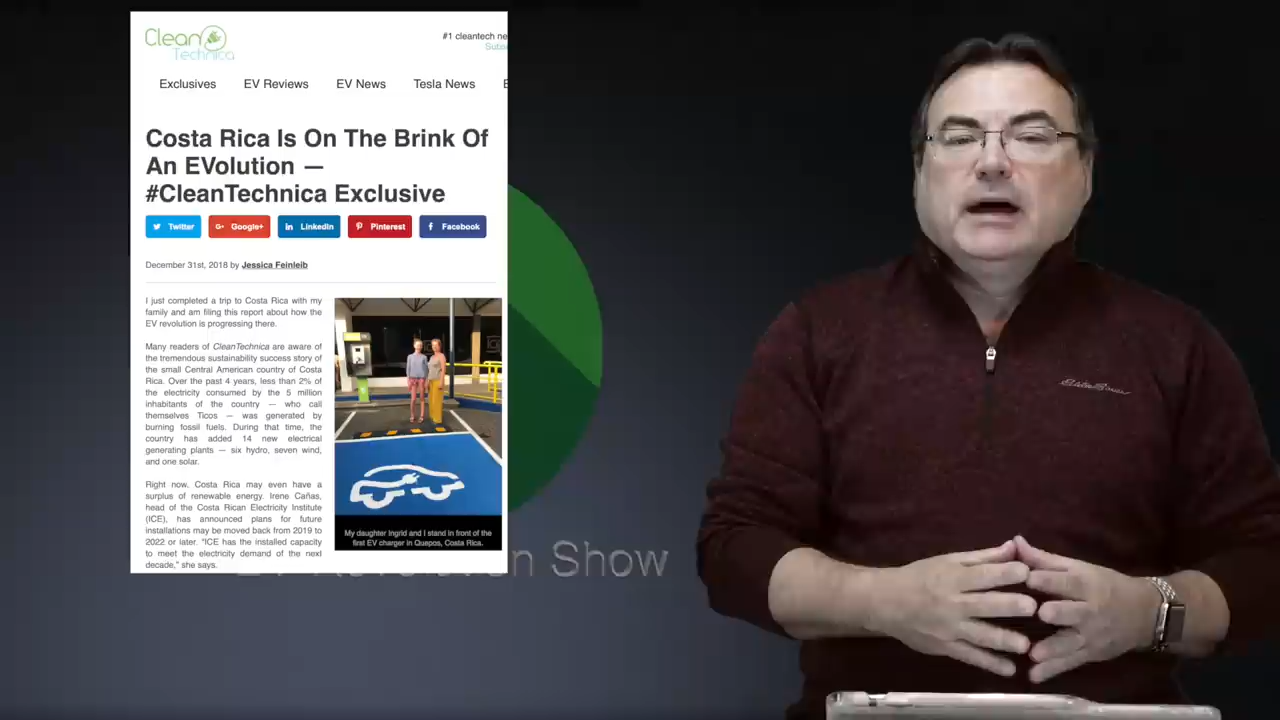 Clean
Technica
#1 cleantech ne
Subs
Exclusives EV Reviews EV News Tesla News E
Costa Rica Is On The Brink Of
An EVolution —
#CleanTechnica Exclusive
Twitter Google+ LinkedIn Pinterest Facebook
December 31st, 2018 by Jessica Feinleib
I just completed a trip to Costa Rica with my
family and am filing this report about how the
EV revolution is progressing there.
Many readers of CleanTechnica are aware of
the tremendous sustainability success story of
the small Central American country of Costa
Rica. Over the past 4 years, less than 2% of
the electricity consumed by the 5 million
inhabitants of the country — who call
themselves Ticos — was generated by
burning fossil fuels. During that time, the
country has added 14 new electrical
generating plants — six hydro, seven wind,
and one solar.
Right now, Costa Rica may even have a
surplus of renewable energy. Irene Cañas,
head of the Costa Rican Electricity Institute
(ICE), has announced plans for future
installations may be moved back from 2019 to
2022 or later. "ICE has the installed capacity
to meet the electricity demand of the next
decade," she says.
My daughter Ingrid and I stand in front of the
first EV charger in Quepos, Costa Rica.
n Show
Eddie Bauer